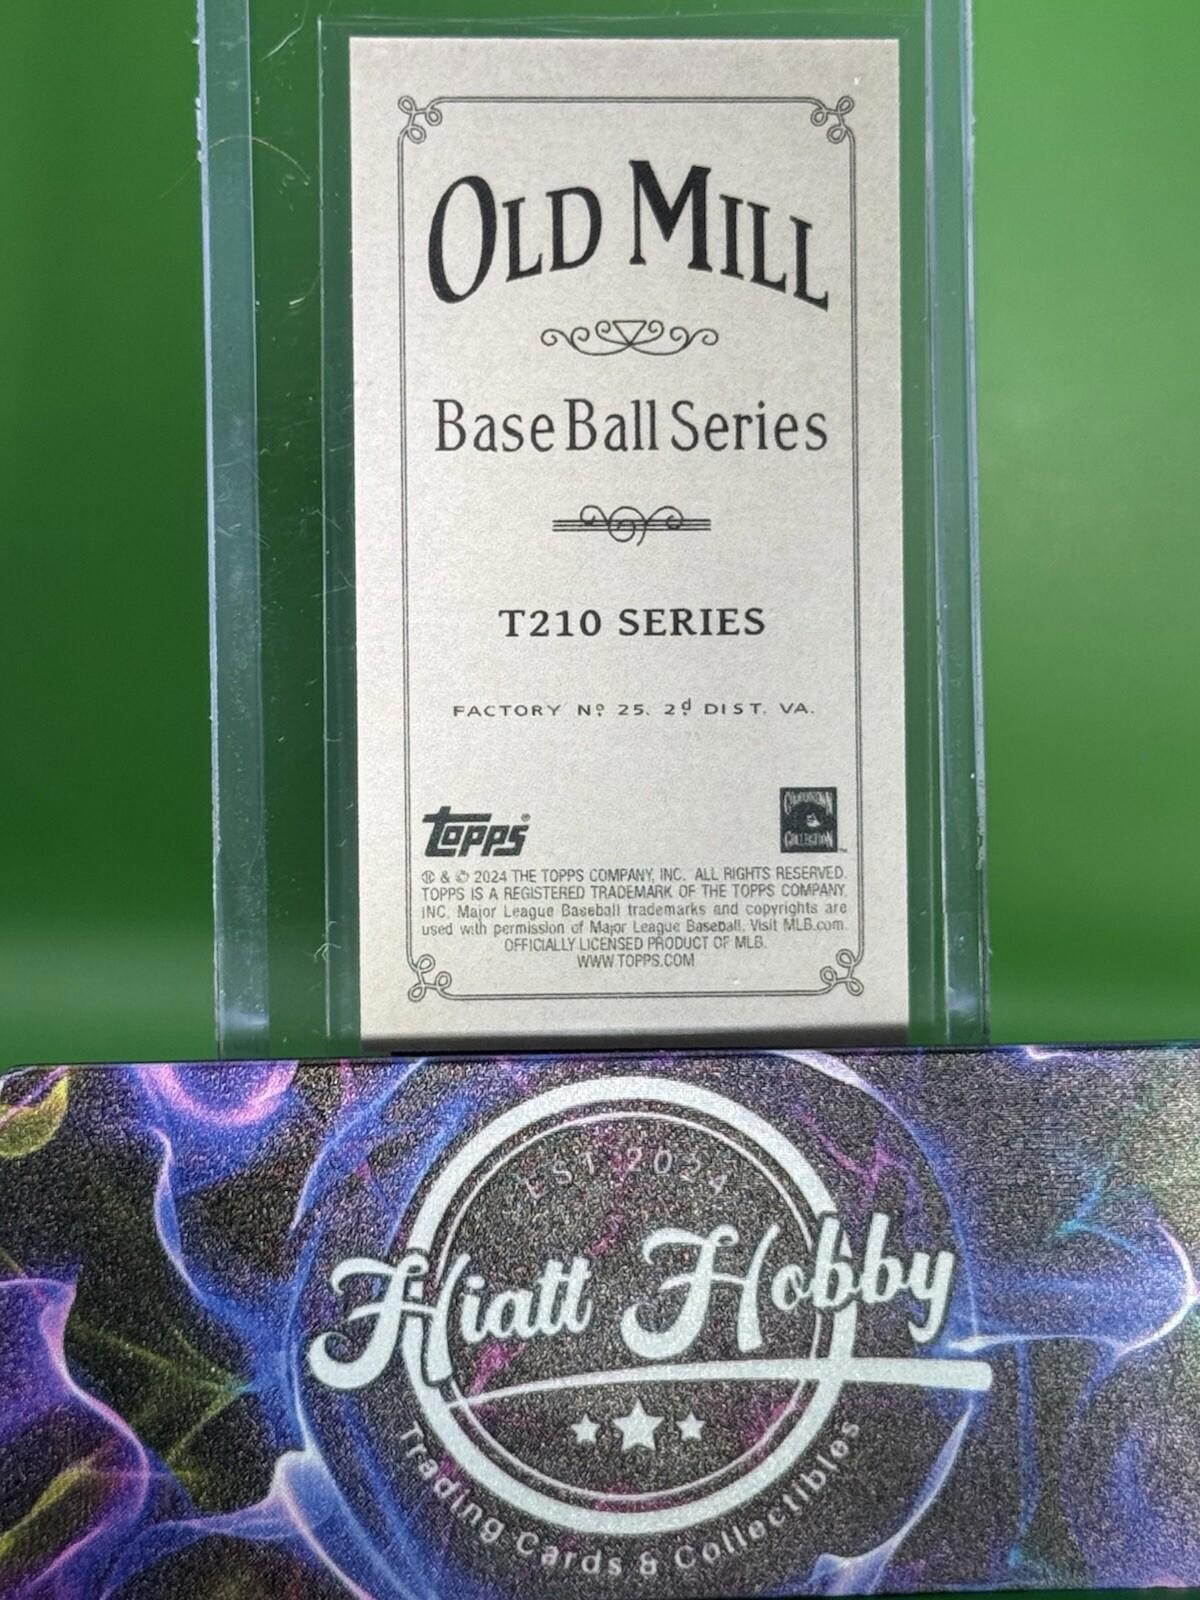 OLD MILL
Base Ball Series
T210 SERIES
FACTORY Nº 25. 2d DIST. VA.
Topps®
COOPERSTOWN
COLLECTION™
® & © 2024 THE TOPPS COMPANY, INC. ALL RIGHTS RESERVED.
TOPPS IS A REGISTERED TRADEMARK OF THE TOPPS COMPANY,
INC. Major League Baseball trademarks and copyrights are
used with permission of Major League Baseball. Visit MLB.com.
OFFICIALLY LICENSED PRODUCT OF MLB.
WWW.TOPPS.COM
EST 2024
Hiatt Hobby
Trading Cards & Collectibles